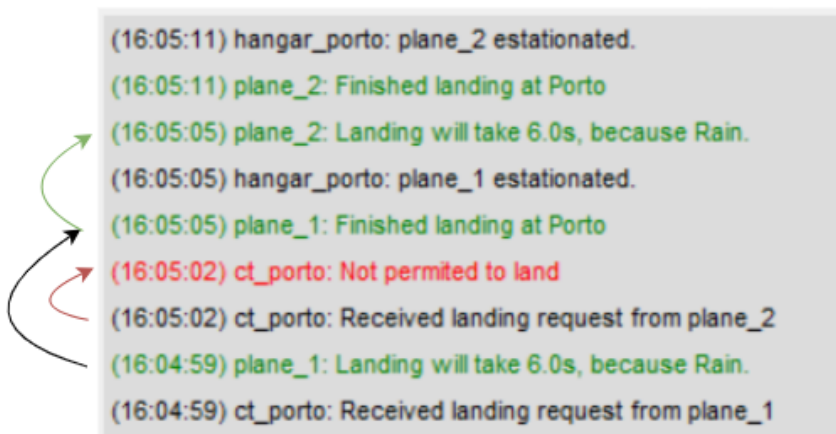 (16:05:11) hangar_porto: plane_2 estationated.
(16:05:11) plane_2: Finished landing at Porto
(16:05:05) plane_2: Landing will take 6.0s, because Rain.
(16:05:05) hangar_porto: plane_1 estationated.
(16:05:05) plane_1: Finished landing at Porto
(16:05:02) ct_porto: Not permited to land
(16:05:02) ct_porto: Received landing request from plane_2
(16:04:59) plane_1: Landing will take 6.0s, because Rain.
(16:04:59) ct_porto: Received landing request from plane_1